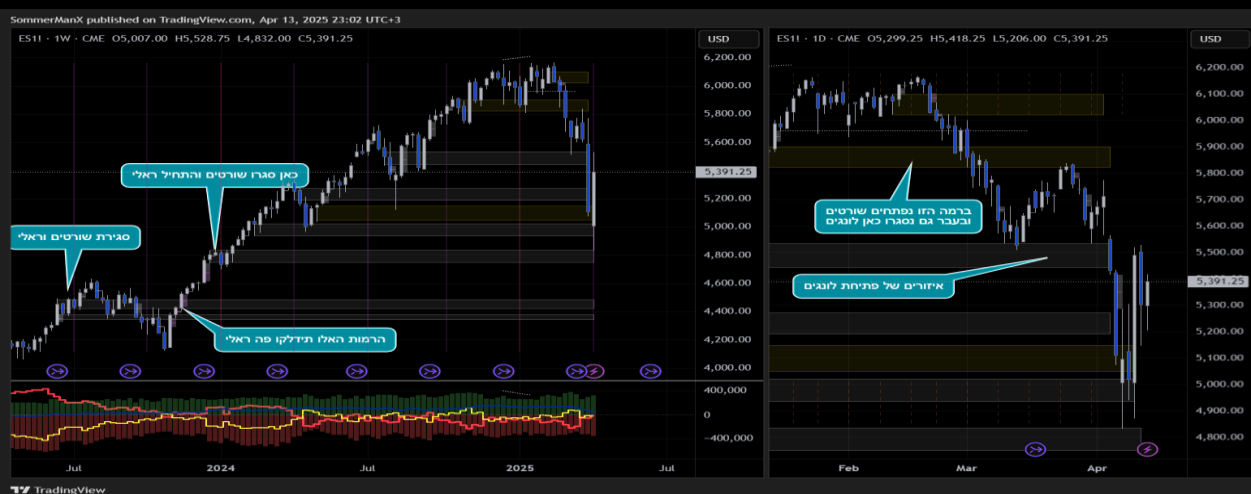 SommerManX published on TradingView.com, Apr 13, 2025 23:02 UTC+3
ES1! · 1W · CME O5,007.00 H5,528.75 L4,832.00 C5,391.25
USD
6,200.00
6,000.00
5,800.00
5,600.00
5,391.25
5,200.00
5,000.00
4,800.00
4,600.00
4,400.00
4,200.00
4,000.00
כאן סגרו שורטים והתחיל ראלי
סגירת שורטים וראלי
הרמות האלו תידלקו פה ראלי
400,000
0
-400,000
Jul
2024
Jul
2025
Jul
ES1! · 1D · CME O5,299.25 H5,418.25 L5,206.00 C5,391.25
USD
6,200.00
6,100.00
6,000.00
5,900.00
5,800.00
5,700.00
5,600.00
5,500.00
5,391.25
5,300.00
5,200.00
5,100.00
5,000.00
4,900.00
4,800.00
ברמה הזו נפתחים שורטים
ובעבר גם נסגרו כאן לונגים
איזורים של פתיחת לונגים
Feb
Mar
Apr
TradingView